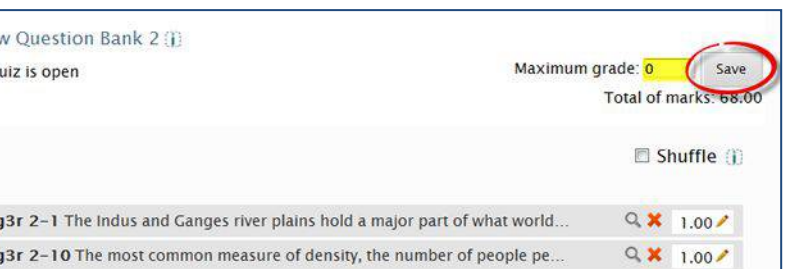 w Question Bank 2
uiz is open
Maximum grade: 0 Save
Total of marks: 68.00
Shuffle
g3r 2-1 The Indus and Ganges river plains hold a major part of what world... 1.00
g3r 2-10 The most common measure of density, the number of people pe... 1.00